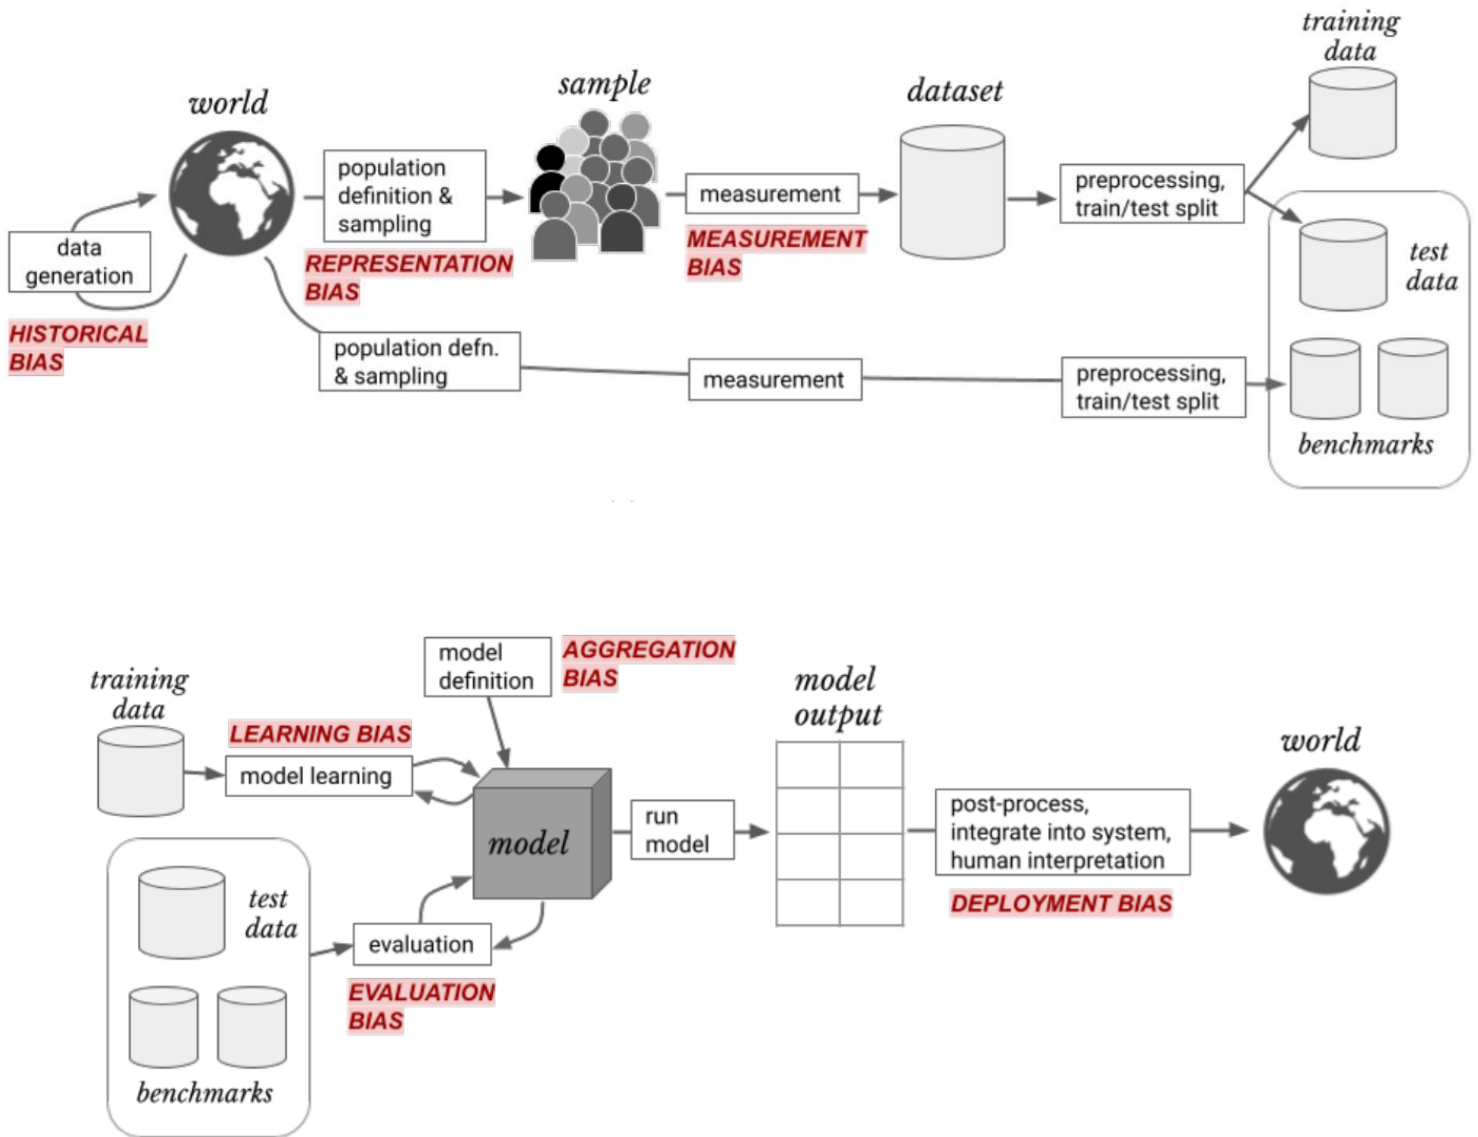 training
data
sample
dataset
world
population
definition &
sampling
measurement
preprocessing,
train/test split
data
generation
REPRESENTATION
BIAS
MEASUREMENT
BIAS
test
data
HISTORICAL
BIAS
population defn.
& sampling
measurement
preprocessing,
train/test split
benchmarks
model
definition
AGGREGATION
BIAS
training
data
LEARNING BIAS
model learning
model
output
world
model
run
model
post-process,
integrate into system,
human interpretation
DEPLOYMENT BIAS
test
data
evaluation
EVALUATION
BIAS
benchmarks